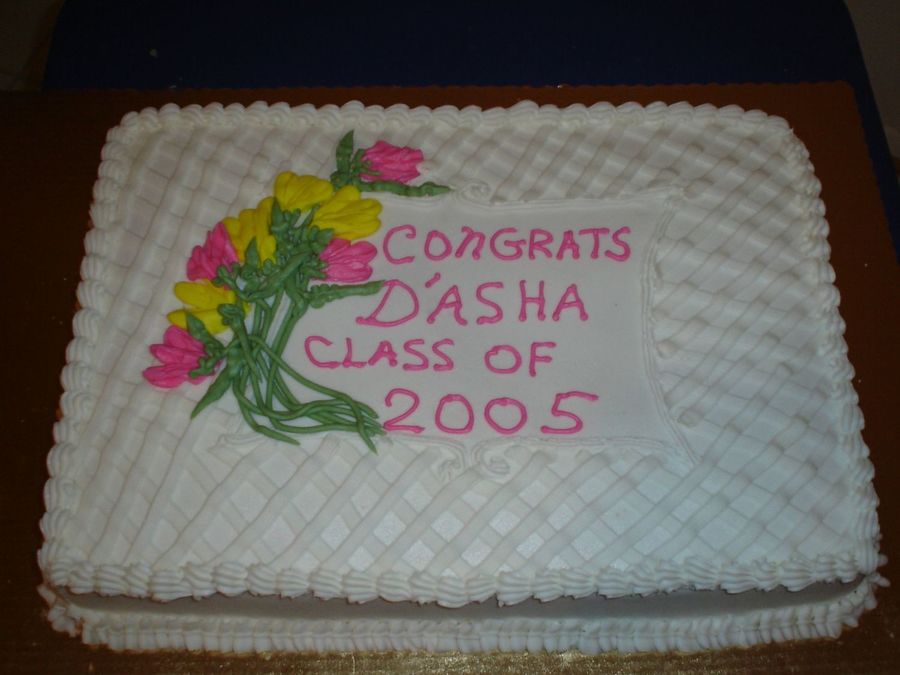 CONGRATS
D'ASHA
CLASS OF
2005